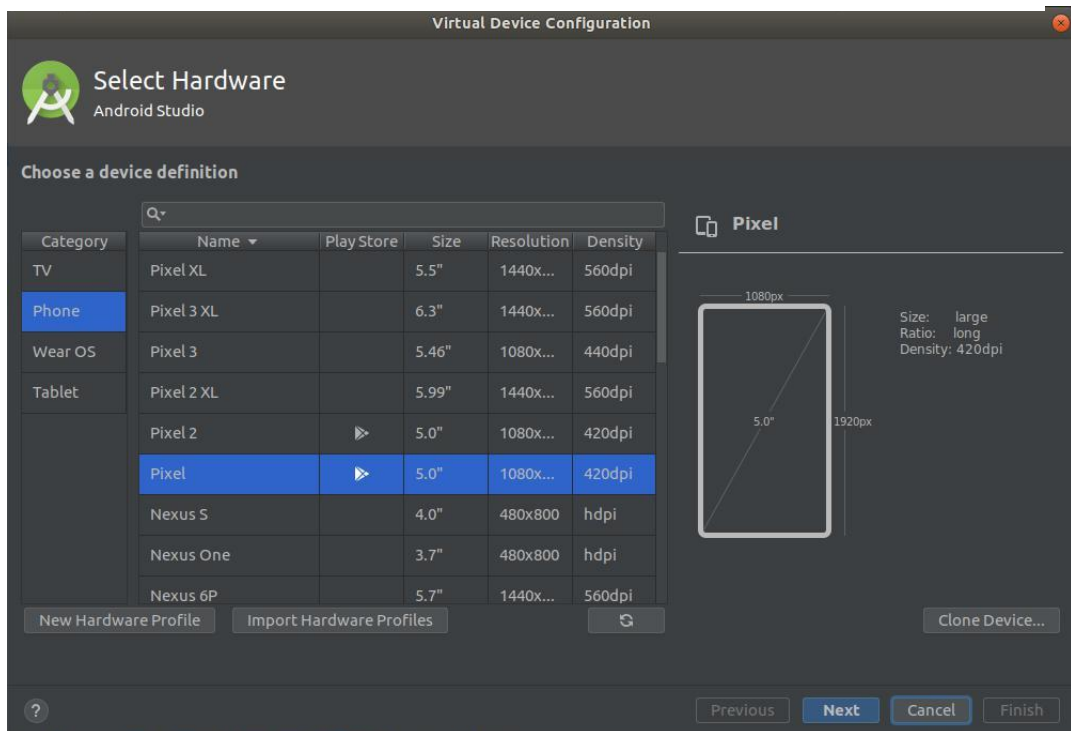 Virtual Device Configuration
Select Hardware
Android Studio
Choose a device definition
Category
TV
Phone
Wear OS
Tablet
Name Play Store Size Resolution Density
Pixel XL 5.5" 1440x... 560dpi
Pixel 3 XL 6.3" 1440x... 560dpi
Pixel 3 5.46" 1080x... 440dpi
Pixel 2 XL 5.99" 1440x... 560dpi
Pixel 2 5.0" 1080x... 420dpi
Pixel 5.0" 1080x... 420dpi
Nexus S 4.0" 480x800 hdpi
Nexus One 3.7" 480x800 hdpi
Nexus 6P 5.7" 1440x... 560dpi
New Hardware Profile Import Hardware Profiles
Pixel
1080px
5.0"
1920px
Size: large
Ratio: long
Density: 420dpi
Clone Device...
? Previous Next Cancel Finish